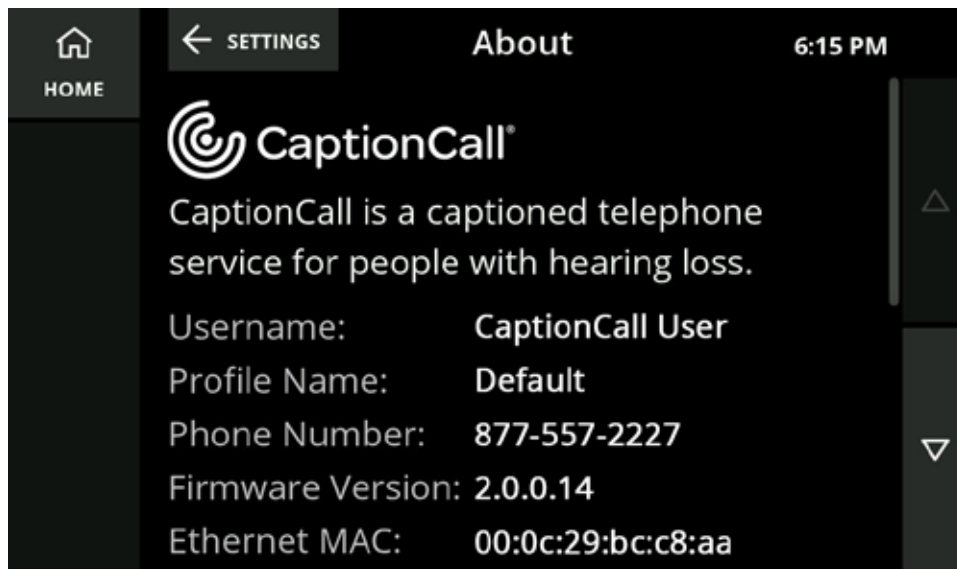 SETTINGS
About
6:15 PM
HOME
CaptionCall®
CaptionCall is a captioned telephone
service for people with hearing loss.
Username: CaptionCall User
Profile Name: Default
Phone Number: 877-557-2227
Firmware Version: 2.0.0.14
Ethernet MAC: 00:0c:29:bc:c8:aa